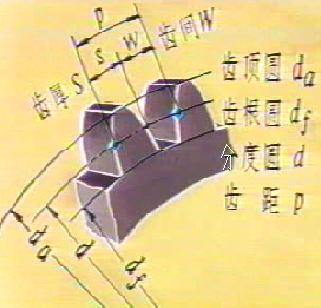 p
s W
齿厚 S
齿间 W
齿顶圆 da
齿根圆 df
分度圆 d
齿 距 p
da d df